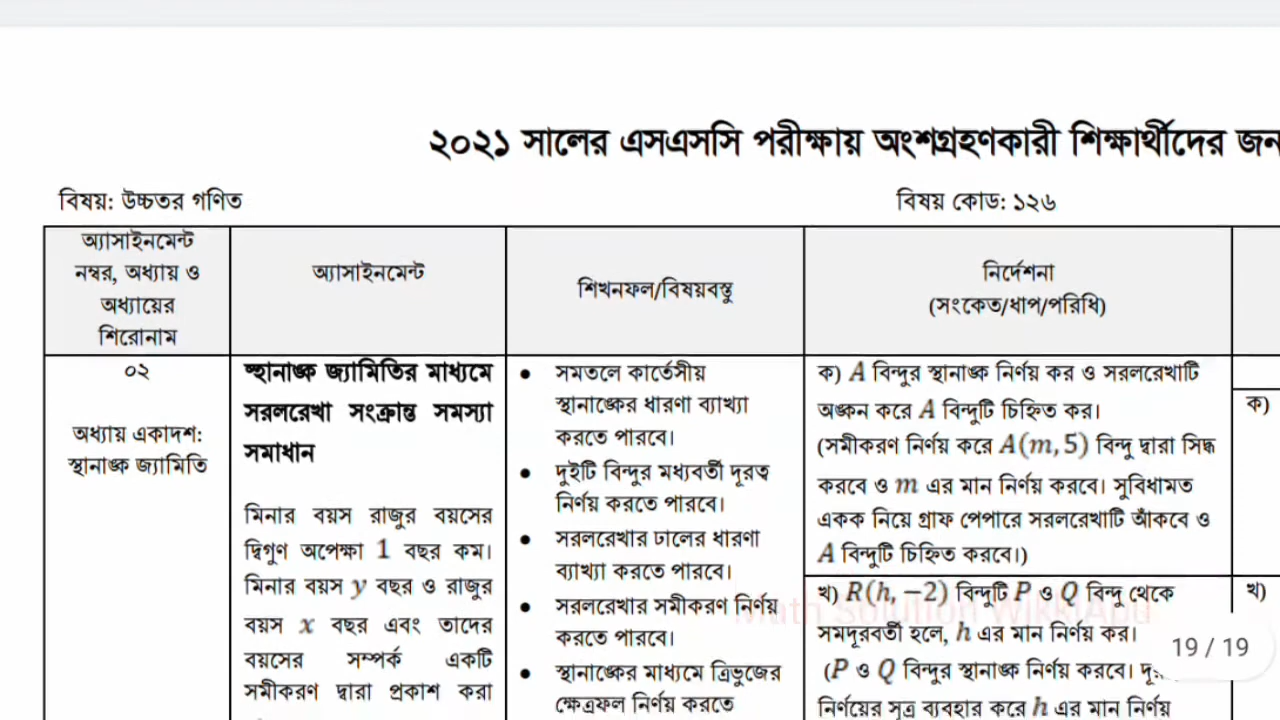 ২০২১ সালের এসএসসি পরীক্ষায় অংশগ্রহণকারী শিক্ষার্থীদের জন
বিষয়: উচ্চতর গণিত
বিষয় কোড: ১২৬
অ্যাসাইনমেন্ট
নম্বর, অধ্যায় ও
অধ্যায়ের
শিরোনাম
অ্যাসাইনমেন্ট
শিখনফল/বিষয়বস্তু
নির্দেশনা
(সংকেত/ধাপ/পরিধি)
০২
অধ্যায় একাদশ:
স্থানাঙ্ক জ্যামিতি
স্থানাঙ্ক জ্যামিতির মাধ্যমে
সরলরেখা সংক্রান্ত সমস্যা
সমাধান
মিনার বয়স রাজুর বয়সের
দ্বিগুণ অপেক্ষা 1 বছর কম।
মিনার বয়স y বছর ও রাজুর
বয়স x বছর এবং তাদের
বয়সের সম্পর্ক একটি
সমীকরণ দ্বারা প্রকাশ করা
• সমতলে কার্তেসীয়
স্থানাঙ্কের ধারণা ব্যাখ্যা
করতে পারবে।
• দুইটি বিন্দুর মধ্যবর্তী দূরত্ব
নির্ণয় করতে পারবে।
• সরলরেখার ঢালের ধারণা
ব্যাখ্যা করতে পারবে।
• সরলরেখার সমীকরণ নির্ণয়
করতে পারবে।
• স্থানাঙ্কের মাধ্যমে ত্রিভুজের
ক্ষেত্রফল নির্ণয় করতে
ক) A বিন্দুর স্থানাঙ্ক নির্ণয় কর ও সরলরেখাটি
অঙ্কন করে A বিন্দুটি চিহ্নিত কর।
(সমীকরণ নির্ণয় করে A(m, 5) বিন্দু দ্বারা সিদ্ধ
করবে ও m এর মান নির্ণয় করবে। সুবিধামত
একক নিয়ে গ্রাফ পেপারে সরলরেখাটি আঁকবে ও
A বিন্দুটি চিহ্নিত করবে।)
খ) R(h, −2) বিন্দুটি P ও Q বিন্দু থেকে
সমদূরবর্তী হলে, h এর মান নির্ণয় কর।
(P ও Q বিন্দুর স্থানাঙ্ক নির্ণয় করবে।
নির্ণয়ের সূত্র ব্যবহার করে h এর মান নির্ণয়
ক)
খ)
Math Solution WikkiApu
19 / 19